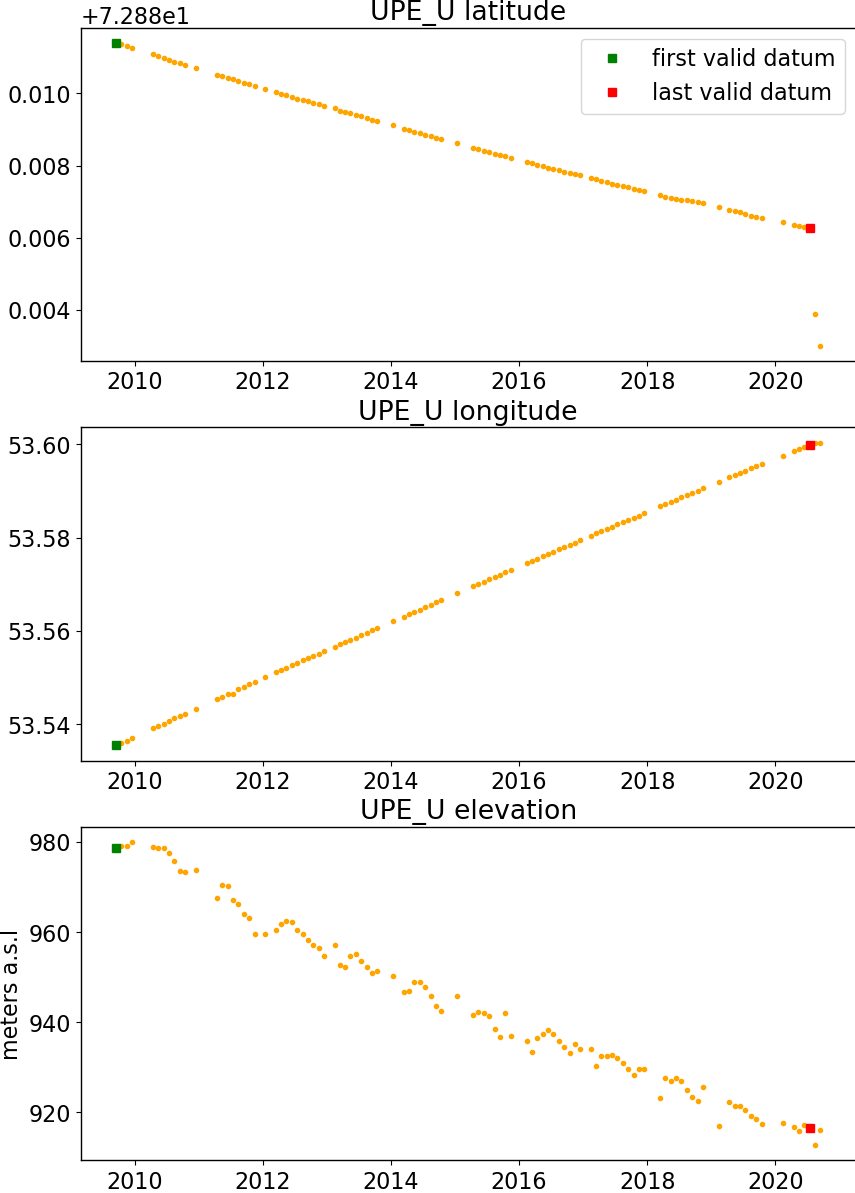 UPE_U latitude
+7.288e1
first valid datum
last valid datum
0.010
0.008
0.006
0.004
2010 2012 2014 2016 2018 2020
UPE_U longitude
53.60
53.58
53.56
53.54
2010 2012 2014 2016 2018 2020
UPE_U elevation
meters a.s.l
980
960
940
920
2010 2012 2014 2016 2018 2020